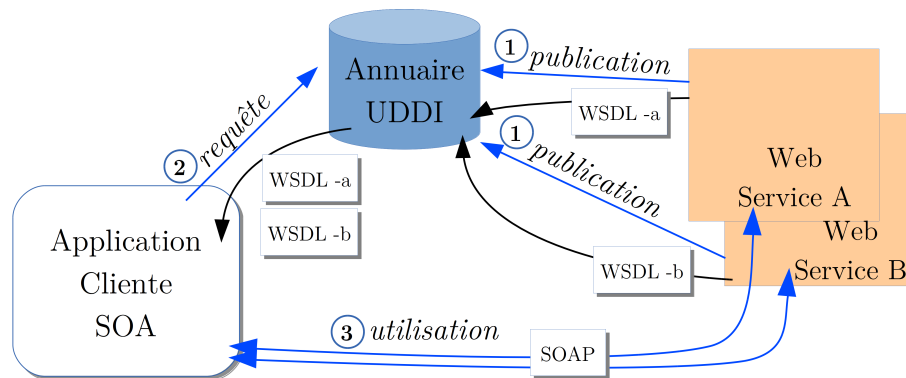 Annuaire
UDDI
1 publication
WSDL -a
1 publication
2 requête
WSDL -a
WSDL -b
Web
Service A
Web
Service B
WSDL -b
Application
Cliente
SOA
3 utilisation
SOAP